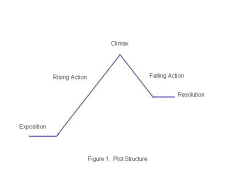 Climax
Rising Action
Falling Action
Resolution
Exposition
Figure 1. Plot Structure